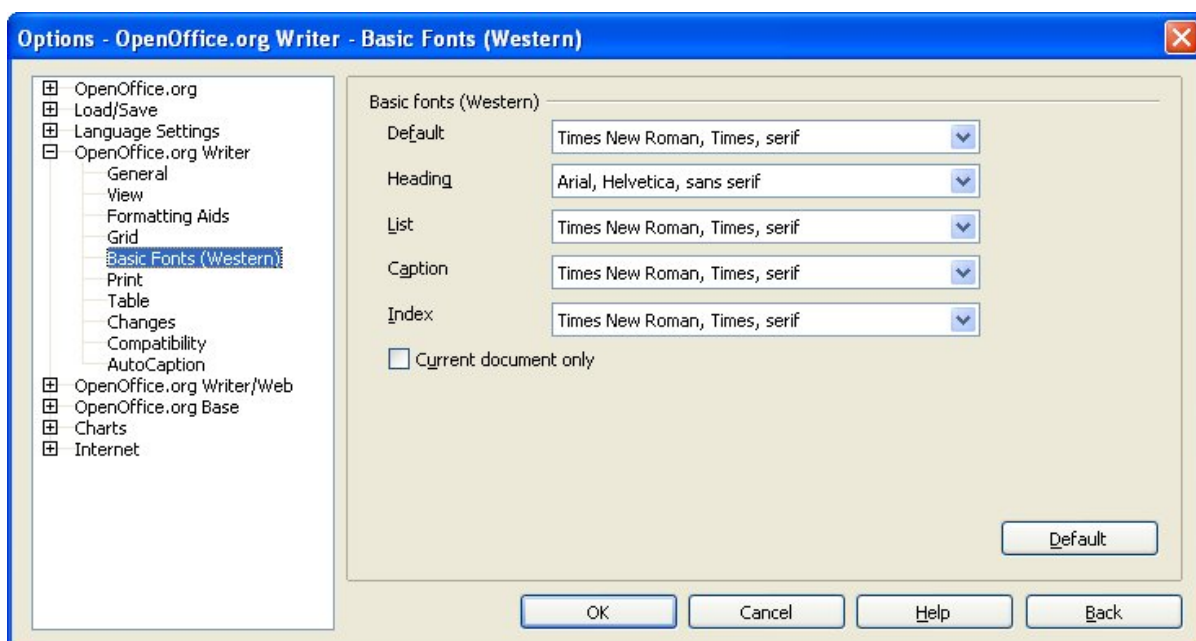 Options - OpenOffice.org Writer - Basic Fonts (Western)
OpenOffice.org
Load/Save
Language Settings
OpenOffice.org Writer
General
View
Formatting Aids
Grid
Basic Fonts (Western)
Print
Table
Changes
Compatibility
AutoCaption
OpenOffice.org Writer/Web
OpenOffice.org Base
Charts
Internet
Basic fonts (Western)
Default Times New Roman, Times, serif
Heading Arial, Helvetica, sans serif
List Times New Roman, Times, serif
Caption Times New Roman, Times, serif
Index Times New Roman, Times, serif
Current document only
Default
OK Cancel Help Back